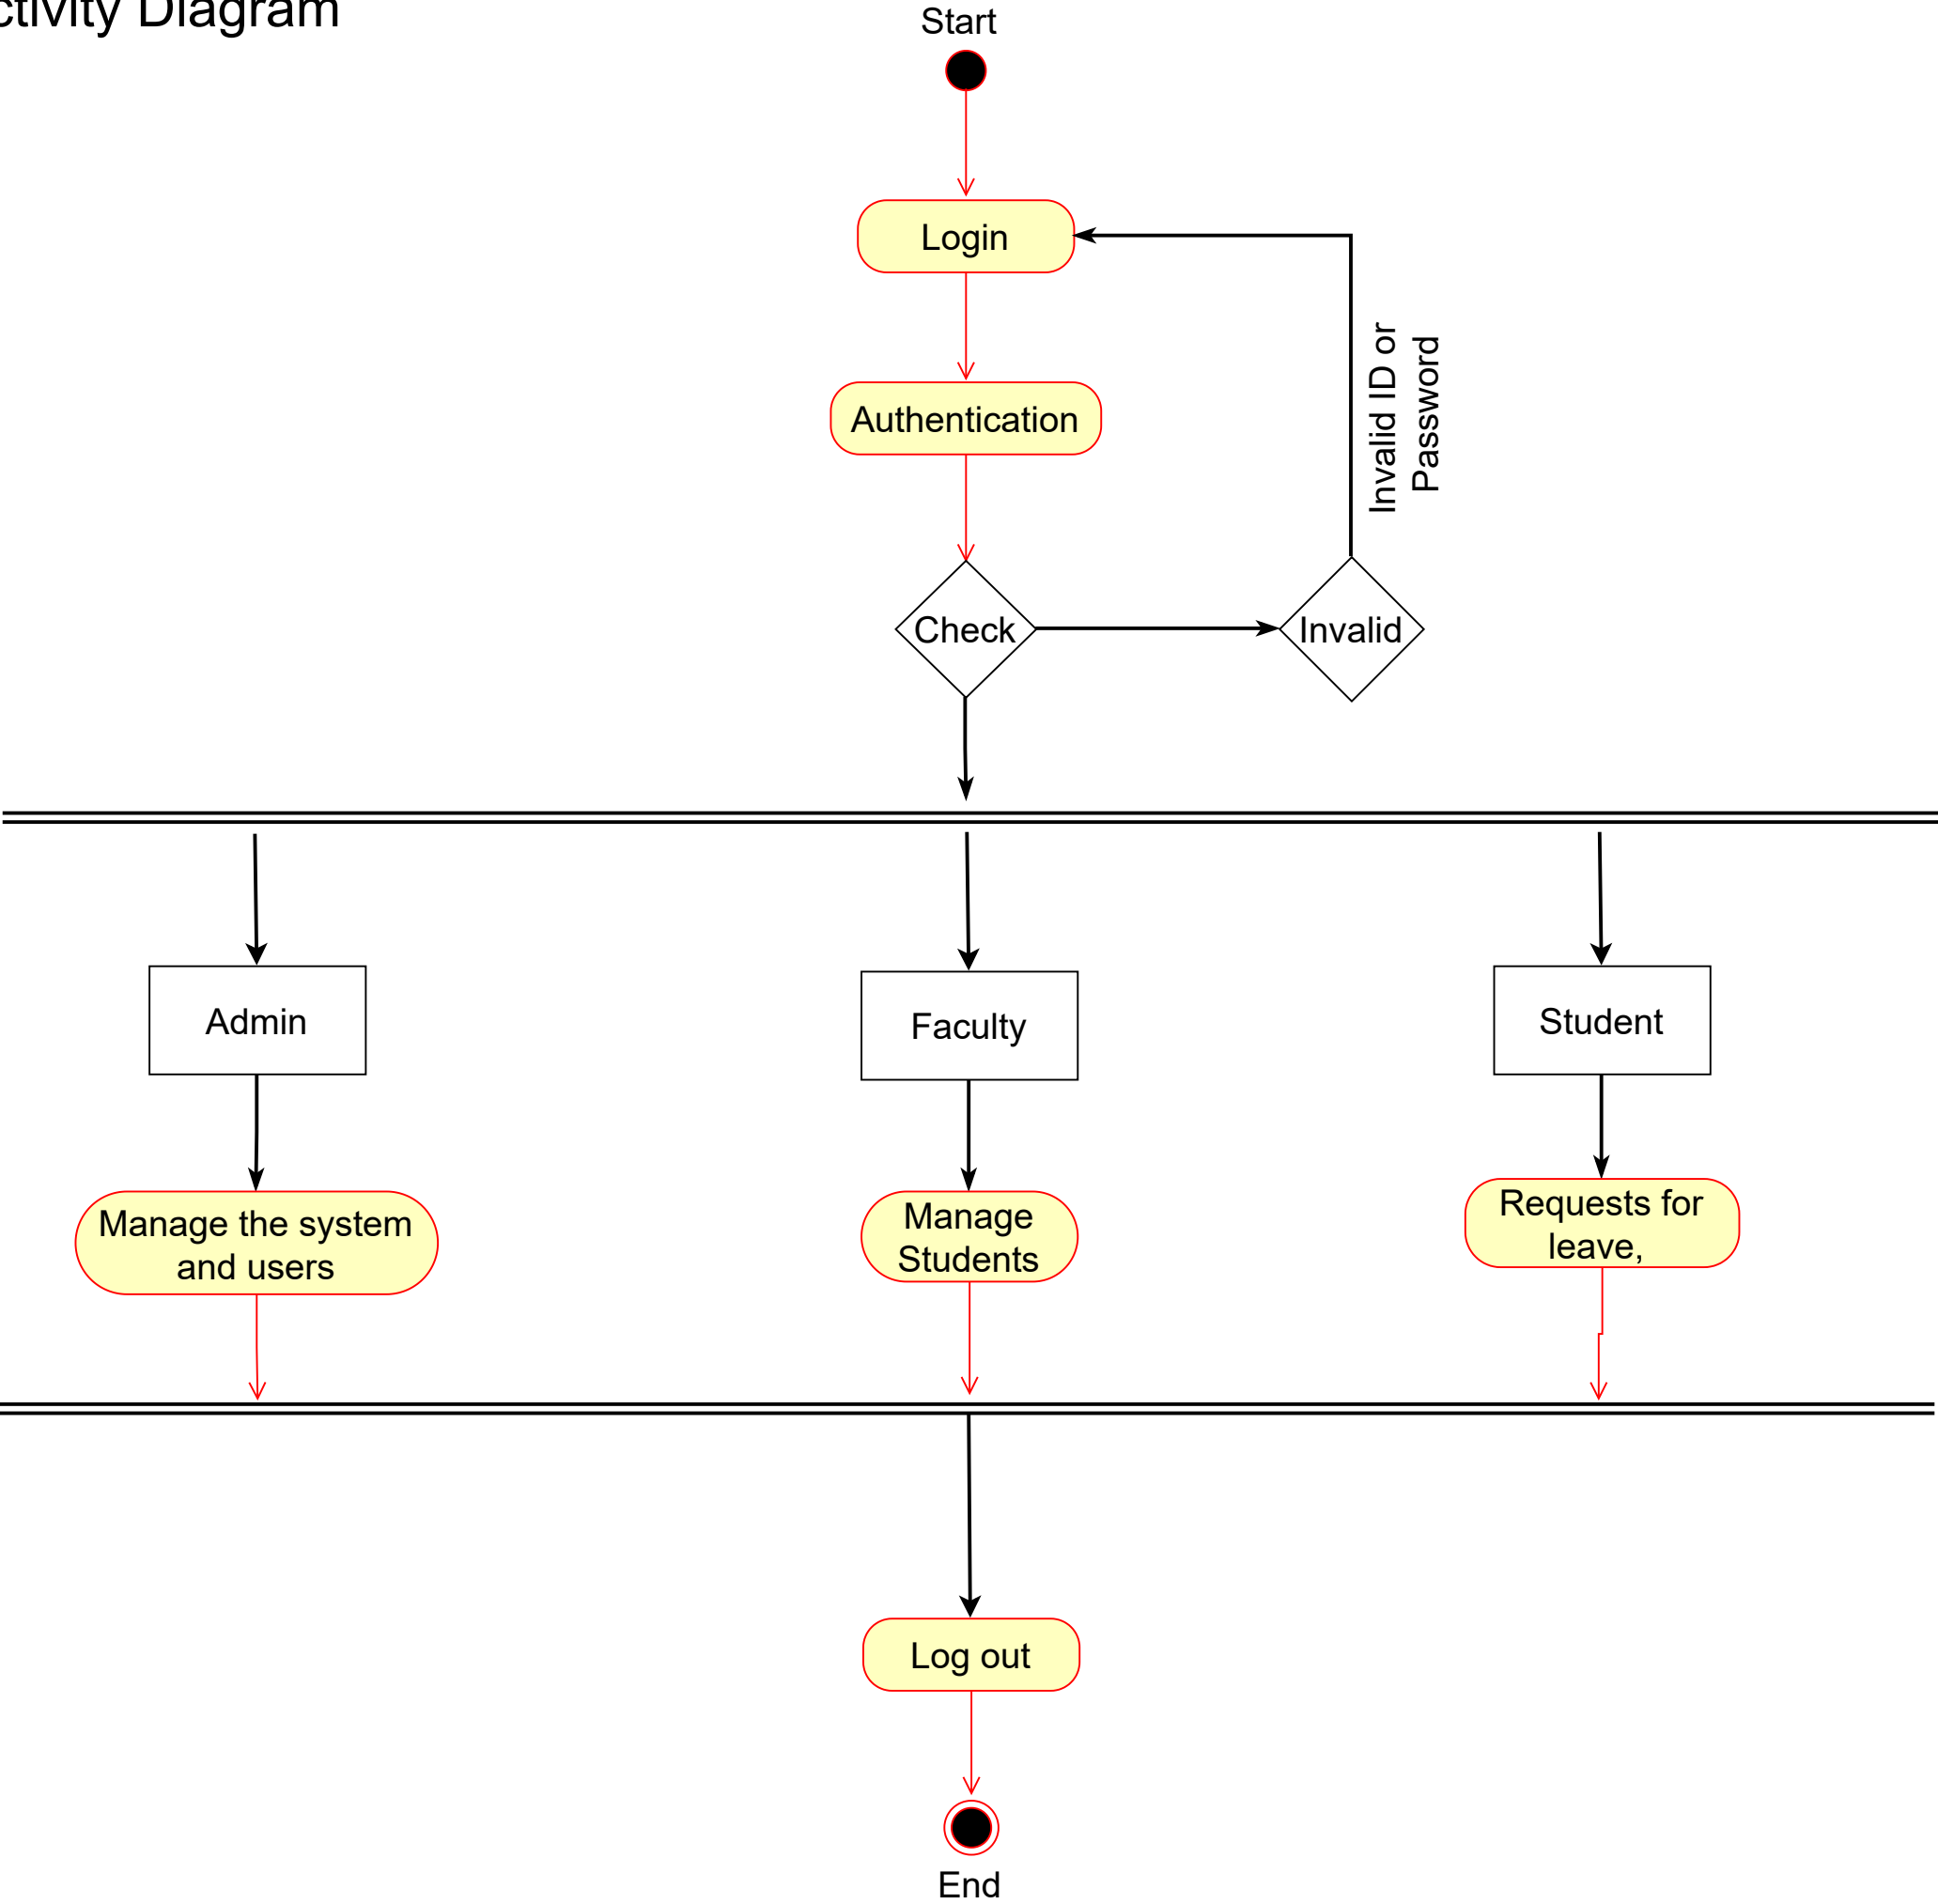 ctivity Diagram
Start
Login
Invalid ID or
Password
Authentication
Check
Invalid
Admin
Faculty
Student
Manage the system
and users
Manage
Students
Requests for
leave,
Log out
End